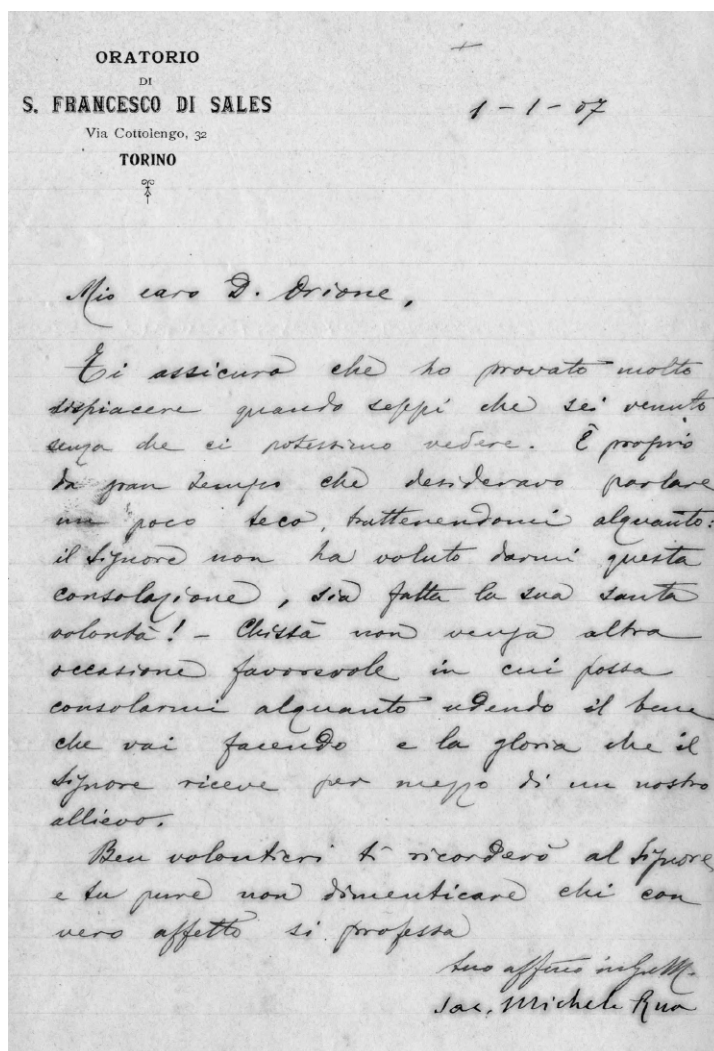 ORATORIO
DI
S. FRANCESCO DI SALES
Via Cottolengo, 32
TORINO
1-1-07
Mio caro D. Orione,
Ti assicuro che ho provato molto
dispiacere quando seppi che sei venuto
senza che ci potessimo vedere. È proprio
da gran tempo che desideravo parlare
un poco teco, trattenendomi alquanto:
il Signore non ha voluto darmi questa
consolazione, sia fatta la sua santa
volontà! - Chissà non venga altra
occasione favorevole in cui possa
consolarmi alquanto udendo il bene
che vai facendo e la gloria che il
Signore riceve per mezzo di un nostro
allievo.
Ben volontieri ti ricorderò al Signore
e tu pure non dimenticare chi con
vero affetto si professa
tuo affmo in G. e M.
Sac. Michele Rua